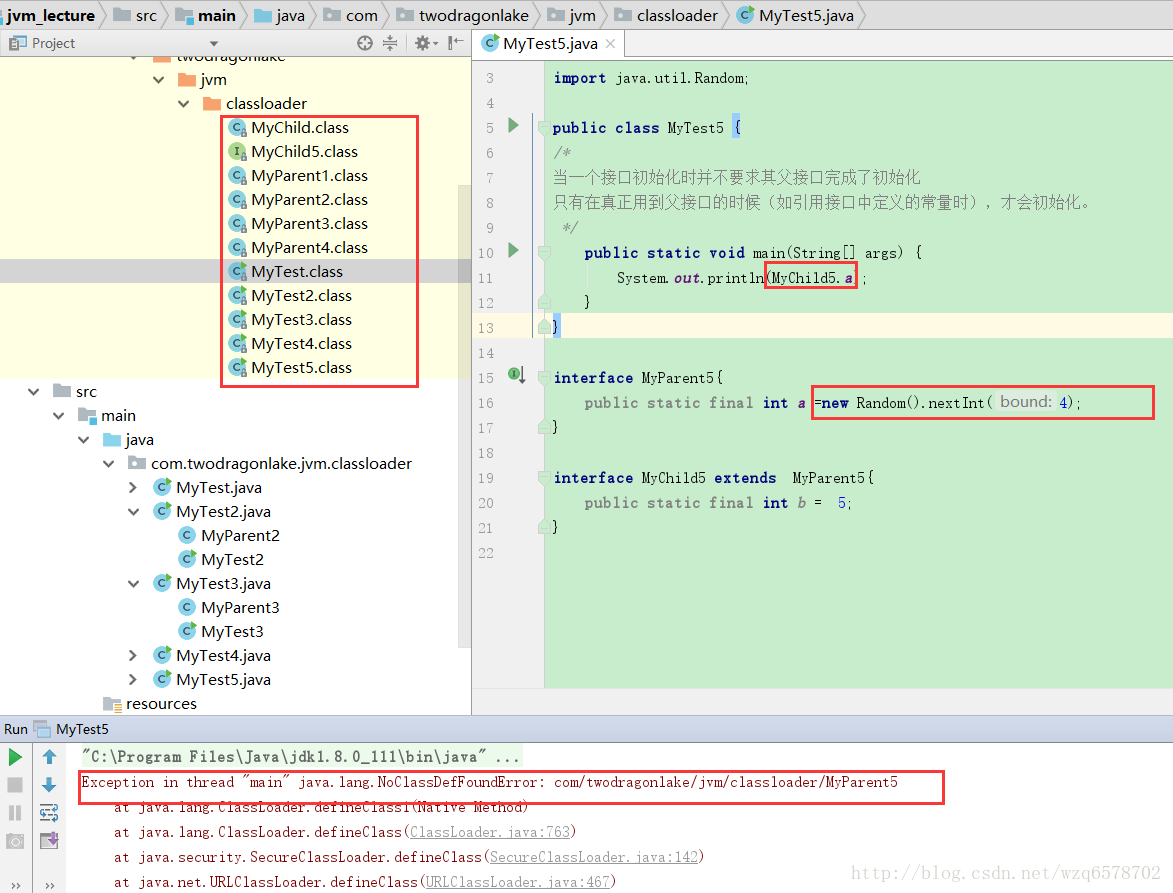 jvm_lecture src main java com twodragonlake jvm classloader MyTest5.java
Project
MyTest5.java
twodragonlake
jvm
classloader
MyChild.class
MyChild5.class
MyParent1.class
MyParent2.class
MyParent3.class
MyParent4.class
MyTest.class
MyTest2.class
MyTest3.class
MyTest4.class
MyTest5.class
src
main
java
com.twodragonlake.jvm.classloader
MyTest.java
MyTest2.java
MyParent2
MyTest2
MyTest3.java
MyParent3
MyTest3
MyTest4.java
MyTest5.java
resources
3 import java.util.Random;
4
5 public class MyTest5 {
6 /*
7 当一个接口初始化时并不要求其父接口完成了初始化
8 只有在真正用到父接口的时候（如引用接口中定义的常量时），才会初始化。
9 */
10 public static void main(String[] args) {
11 System.out.println(MyChild5.a);
12 }
13 }
14
15 interface MyParent5{
16 public static final int a =new Random().nextInt( bound: 4);
17 }
18
19 interface MyChild5 extends MyParent5{
20 public static final int b = 5;
21 }
22
Run MyTest5
"C:\Program Files\Java\jdk1.8.0_111\bin\java" ...
Exception in thread "main" java.lang.NoClassDefFoundError: com/twodragonlake/jvm/classloader/MyParent5
at java.lang.ClassLoader.defineClass1(Native Method)
at java.lang.ClassLoader.defineClass(ClassLoader.java:763)
at java.security.SecureClassLoader.defineClass(SecureClassLoader.java:142)
at java.net.URLClassLoader.defineClass(URLClassLoader.java:467)
http://blog.csdn.net/wzq6578702